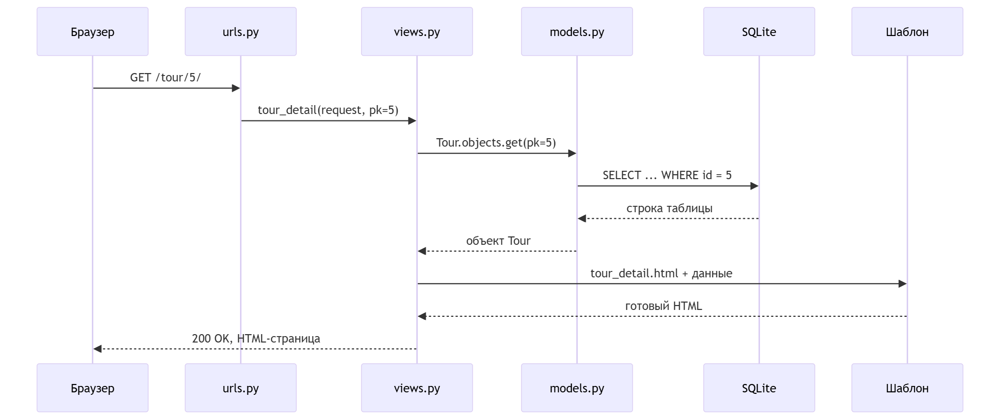 Браузер
urls.py
views.py
models.py
SQLite
Шаблон
GET /tour/5/
tour_detail(request, pk=5)
Tour.objects.get(pk=5)
SELECT ... WHERE id = 5
строка таблицы
объект Tour
tour_detail.html + данные
готовый HTML
200 OK, HTML-страница
Браузер
urls.py
views.py
models.py
SQLite
Шаблон